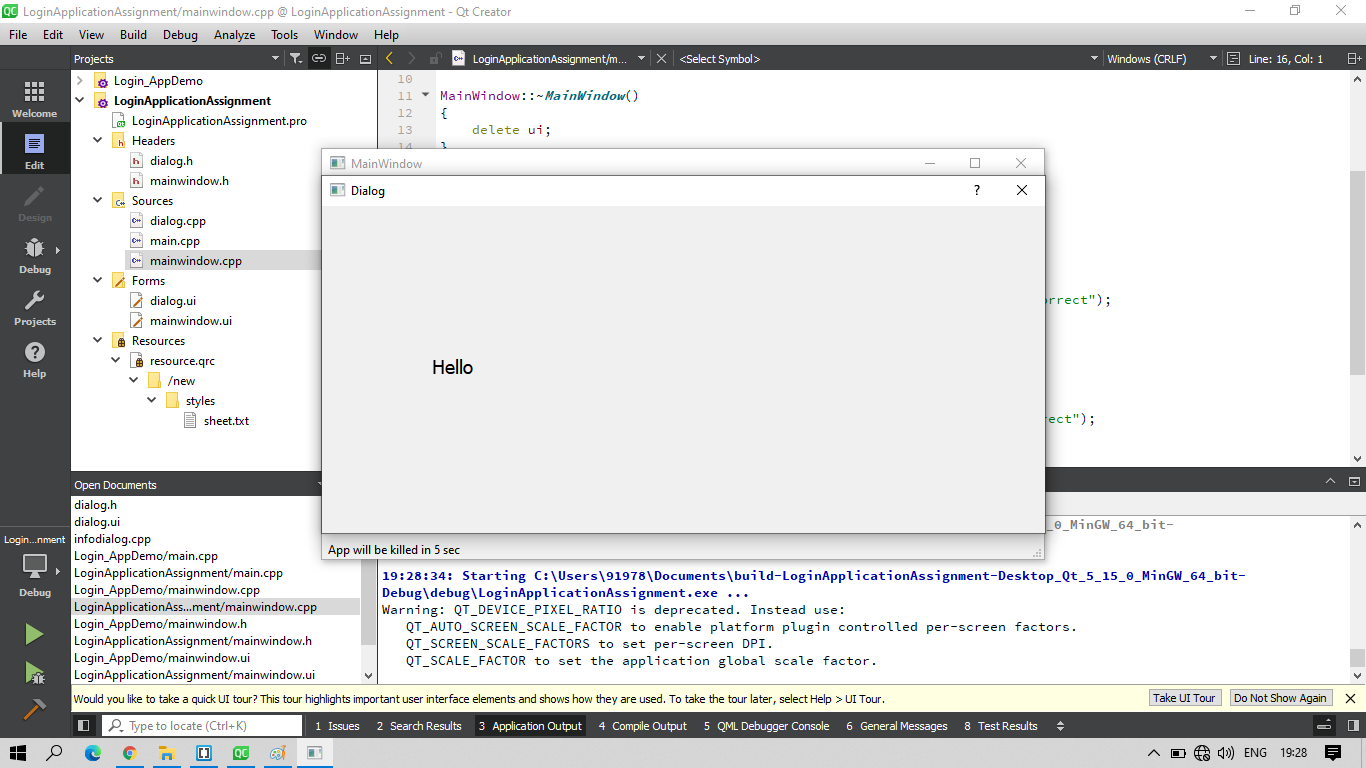 LoginApplicationAssignment/mainwindow.cpp @ LoginApplicationAssignment - Qt Creator
File Edit View Build Debug Analyze Tools Window Help
Projects
LoginApplicationAssignment/m... <Select Symbol> Windows (CRLF) Line: 16, Col: 1
Welcome
Edit
Design
Debug
Projects
Help
Login_AppDemo
LoginApplicationAssignment
LoginApplicationAssignment.pro
Headers
dialog.h
mainwindow.h
Sources
dialog.cpp
main.cpp
mainwindow.cpp
Forms
dialog.ui
mainwindow.ui
Resources
resource.qrc
/new
styles
sheet.txt
10
11 MainWindow::~MainWindow()
12 {
13 delete ui;
14 }
orrect");
rect");
MainWindow
Dialog ?
Hello
App will be killed in 5 sec
Open Documents
dialog.h
dialog.ui
infodialog.cpp
Login_AppDemo/main.cpp
LoginApplicationAssignment/main.cpp
Login_AppDemo/mainwindow.cpp
LoginApplicationAss...ment/mainwindow.cpp
Login_AppDemo/mainwindow.h
LoginApplicationAssignment/mainwindow.h
Login_AppDemo/mainwindow.ui
LoginApplicationAssignment/mainwindow.ui
Login...nment
Debug
_0_MinGW_64_bit-
19:28:34: Starting C:\Users\91978\Documents\build-LoginApplicationAssignment-Desktop_Qt_5_15_0_MinGW_64_bit-
Debug\debug\LoginApplicationAssignment.exe ...
Warning: QT_DEVICE_PIXEL_RATIO is deprecated. Instead use:
QT_AUTO_SCREEN_SCALE_FACTOR to enable platform plugin controlled per-screen factors.
QT_SCREEN_SCALE_FACTORS to set per-screen DPI.
QT_SCALE_FACTOR to set the application global scale factor.
Would you like to take a quick UI tour? This tour highlights important user interface elements and shows how they are used. To take the tour later, select Help > UI Tour. Take UI Tour Do Not Show Again
Type to locate (Ctrl+K) 1 Issues 2 Search Results 3 Application Output 4 Compile Output 5 QML Debugger Console 6 General Messages 8 Test Results
ENG 19:28